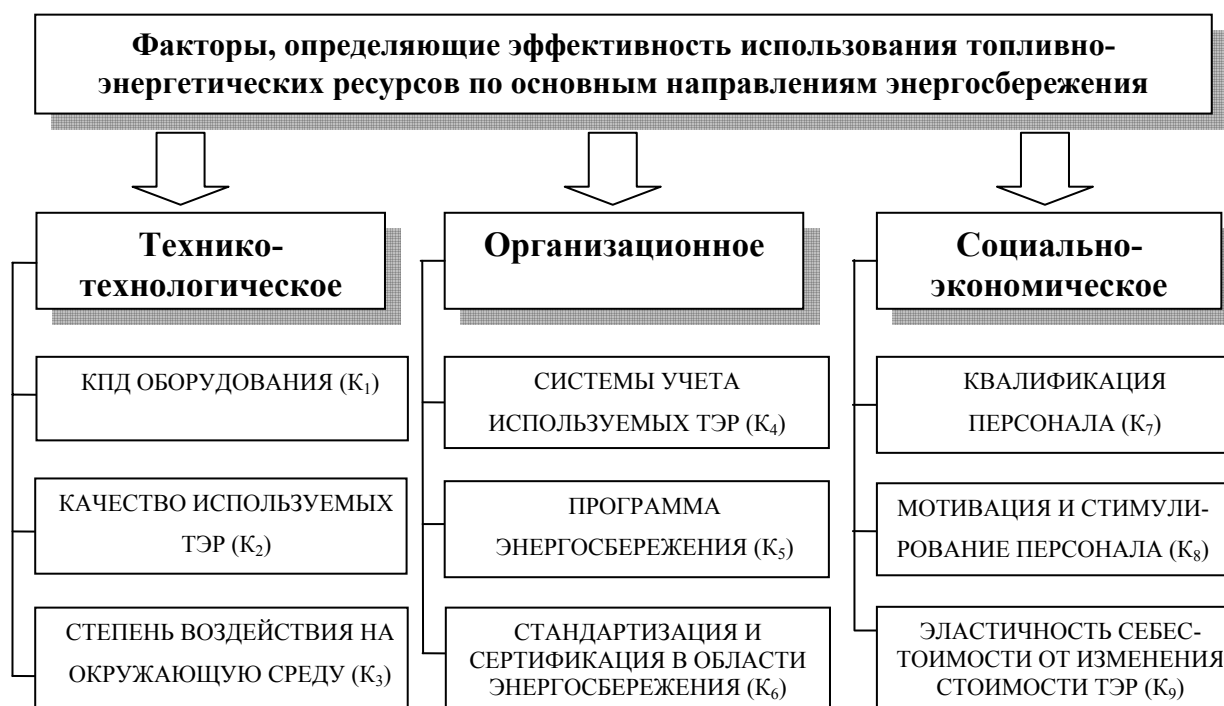 Факторы, определяющие эффективность использования топливно-
энергетических ресурсов по основным направлениям энергосбережения
Технико-
технологическое
КПД ОБОРУДОВАНИЯ (К₁)
КАЧЕСТВО ИСПОЛЬЗУЕМЫХ
ТЭР (К₂)
СТЕПЕНЬ ВОЗДЕЙСТВИЯ НА
ОКРУЖАЮЩУЮ СРЕДУ (К₃)
Организационное
СИСТЕМЫ УЧЕТА
ИСПОЛЬЗУЕМЫХ ТЭР (К₄)
ПРОГРАММА
ЭНЕРГОСБЕРЕЖЕНИЯ (К₅)
СТАНДАРТИЗАЦИЯ И
СЕРТИФИКАЦИЯ В ОБЛАСТИ
ЭНЕРГОСБЕРЕЖЕНИЯ (К₆)
Социально-
экономическое
КВАЛИФИКАЦИЯ
ПЕРСОНАЛА (К₇)
МОТИВАЦИЯ И СТИМУЛИ-
РОВАНИЕ ПЕРСОНАЛА (К₈)
ЭЛАСТИЧНОСТЬ СЕБЕС-
ТОИМОСТИ ОТ ИЗМЕНЕНИЯ
СТОИМОСТИ ТЭР (К₉)